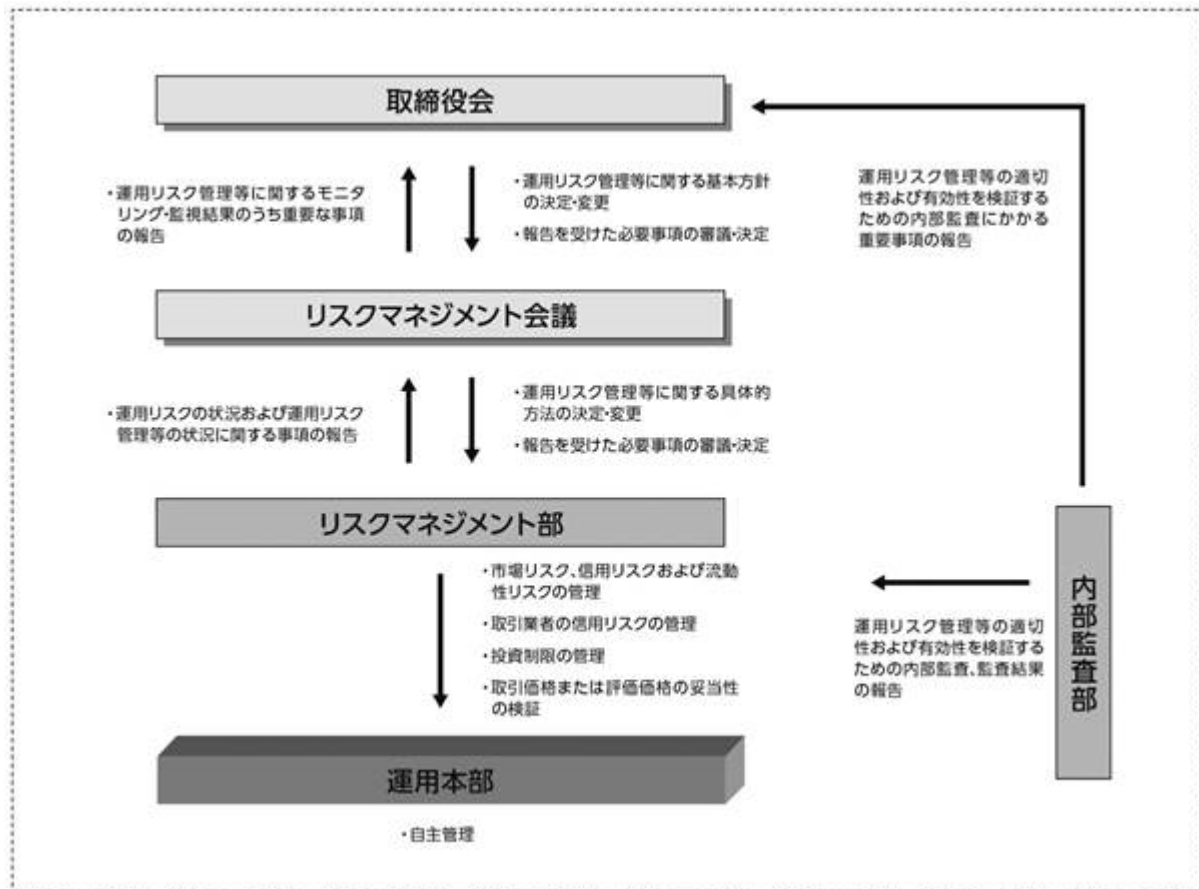 取締役会
・運用リスク管理等に関するモニタ
リング・監視結果のうち重要な事項
の報告
・運用リスク管理等に関する基本方針
の決定・変更
・報告を受けた必要事項の審議・決定
運用リスク管理等の適切
性および有効性を検証する
ための内部監査にかかる
重要事項の報告
リスクマネジメント会議
・運用リスクの状況および運用リスク
管理等の状況に関する事項の報告
・運用リスク管理等に関する具体的
方法の決定・変更
・報告を受けた必要事項の審議・決定
リスクマネジメント部
・市場リスク、信用リスクおよび流動
性リスクの管理
・取引業者の信用リスクの管理
・投資制限の管理
・取引価格または評価価格の妥当性
の検証
運用リスク管理等の適切
性および有効性を検証する
ための内部監査、監査結果
の報告
内部監査部
運用本部
・自主管理